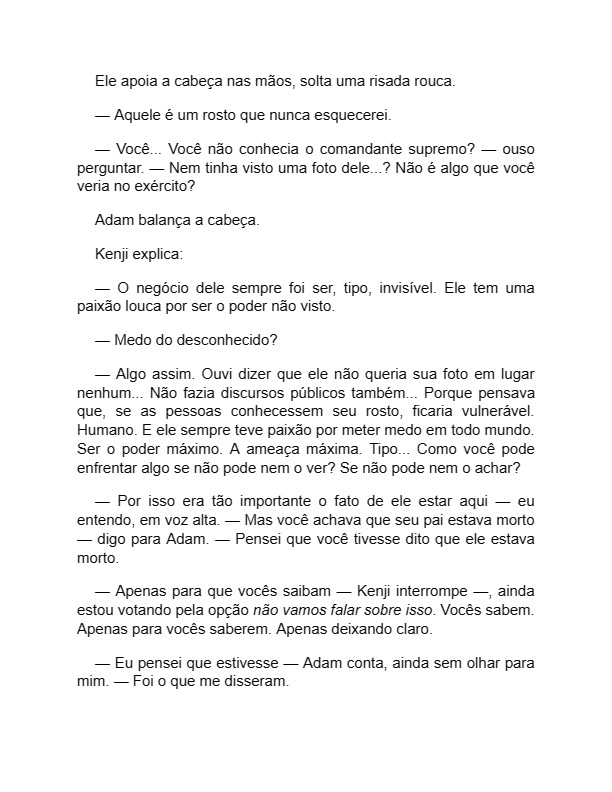 Ele apoia a cabeça nas mãos, solta uma risada rouca.
— Aquele é um rosto que nunca esquecerei.
— Você... Você não conhecia o comandante supremo? — ouso
perguntar. — Nem tinha visto uma foto dele...? Não é algo que você
veria no exército?
Adam balança a cabeça.
Kenji explica:
— O negócio dele sempre foi ser, tipo, invisível. Ele tem uma
paixão louca por ser o poder não visto.
— Medo do desconhecido?
— Algo assim. Ouvi dizer que ele não queria sua foto em lugar
nenhum... Não fazia discursos públicos também... Porque pensava
que, se as pessoas conhecessem seu rosto, ficaria vulnerável.
Humano. E ele sempre teve paixão por meter medo em todo mundo.
Ser o poder máximo. A ameaça máxima. Tipo... Como você pode
enfrentar algo se não pode nem o ver? Se não pode nem o achar?
— Por isso era tão importante o fato de ele estar aqui — eu
entendo, em voz alta. — Mas você achava que seu pai estava morto
— digo para Adam. — Pensei que você tivesse dito que ele estava
morto.
— Apenas para que vocês saibam — Kenji interrompe —, ainda
estou votando pela opção não vamos falar sobre isso. Vocês sabem.
Apenas para vocês saberem. Apenas deixando claro.
— Eu pensei que estivesse — Adam conta, ainda sem olhar para
mim. — Foi o que me disseram.